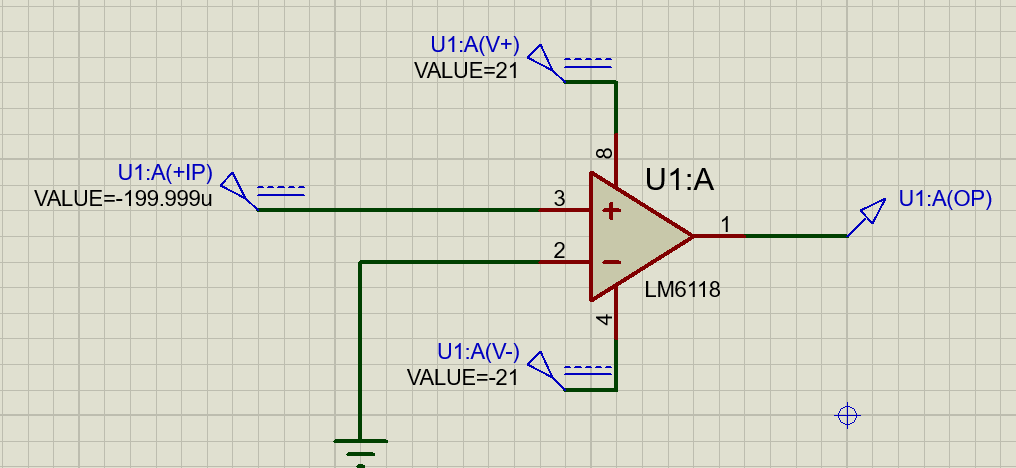 U1:A(V+)
VALUE=21
U1:A(+IP)
VALUE=-199.999u
8
U1:A
3
+
2
−
1
U1:A(OP)
LM6118
4
U1:A(V-)
VALUE=-21